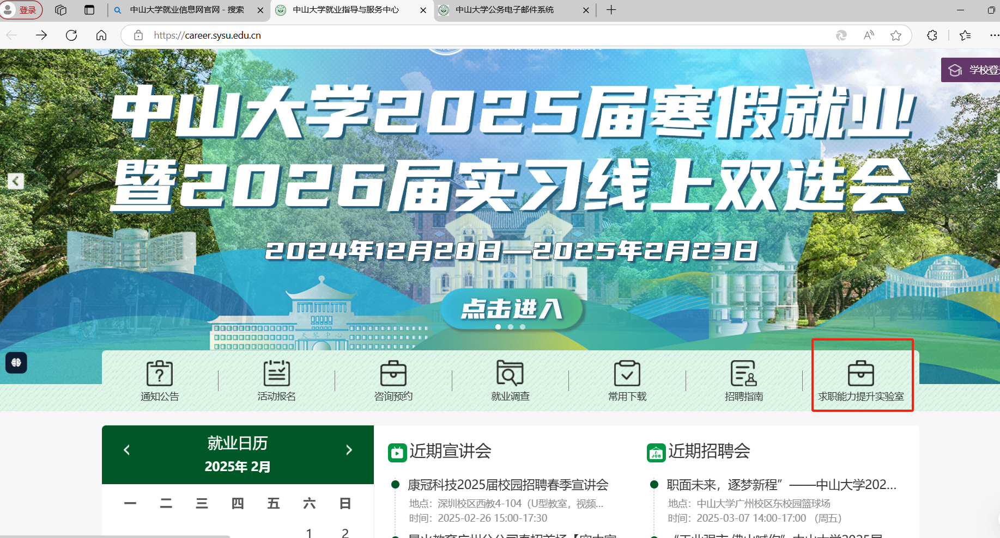 登录
中山大学就业信息网官网 - 搜索
中山大学就业指导与服务中心
中山大学公务电子邮件系统
https://career.sysu.edu.cn
学校登
中山大学2025届寒假就业
暨2026届实习线上双选会
2024年12月28日—2025年2月23日
点击进入
通知公告
活动报名
咨询预约
就业调查
常用下载
招聘指南
求职能力提升实验室
就业日历
2025年 2月
一 二 三 四 五 六 日
1 2
近期宣讲会
康冠科技2025届校园招聘春季宣讲会
地点：深圳校区西教4-104（U型教室，视频...
时间：2025-02-26 15:00-17:30
近期招聘会
JOB
职面未来，逐梦新程”——中山大学202...
地点：中山大学广州校区东校园篮球场
时间：2025-03-07 14:00-17:00 （周五）